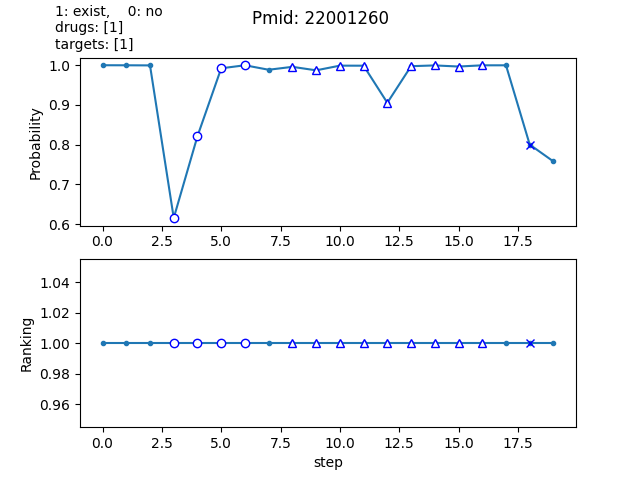 1: exist,    0: no
Pmid: 22001260
drugs: [1]
targets: [1]
1.0
0.9
0.8
0.7
0.6
Probability
0.0 2.5 5.0 7.5 10.0 12.5 15.0 17.5
1.04
1.02
1.00
0.98
0.96
Ranking
0.0 2.5 5.0 7.5 10.0 12.5 15.0 17.5
step